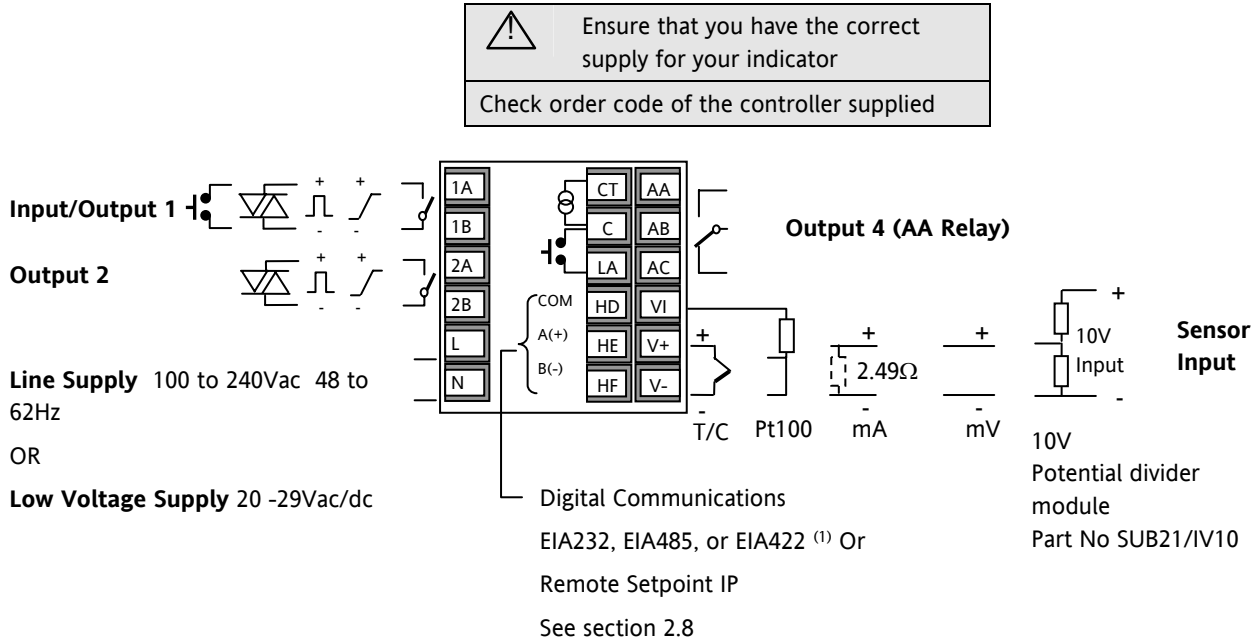 !
Ensure that you have the correct
supply for your indicator
Check order code of the controller supplied
Input/Output 1
+
-
+
-
Output 2
+
-
+
-
Line Supply 100 to 240Vac 48 to
62Hz
OR
Low Voltage Supply 20 -29Vac/dc
1A
1B
2A
2B
L
N
CT
C
LA
HD
HE
HF
COM
A(+)
B(-)
AA
AB
AC
VI
V+
V-
Output 4 (AA Relay)
+
-
T/C
Pt100
+
2.49Ω
-
mA
+
-
mV
+
10V
Input
-
Sensor
Input
10V
Potential divider
module
Part No SUB21/IV10
Digital Communications
EIA232, EIA485, or EIA422 (1) Or
Remote Setpoint IP
See section 2.8